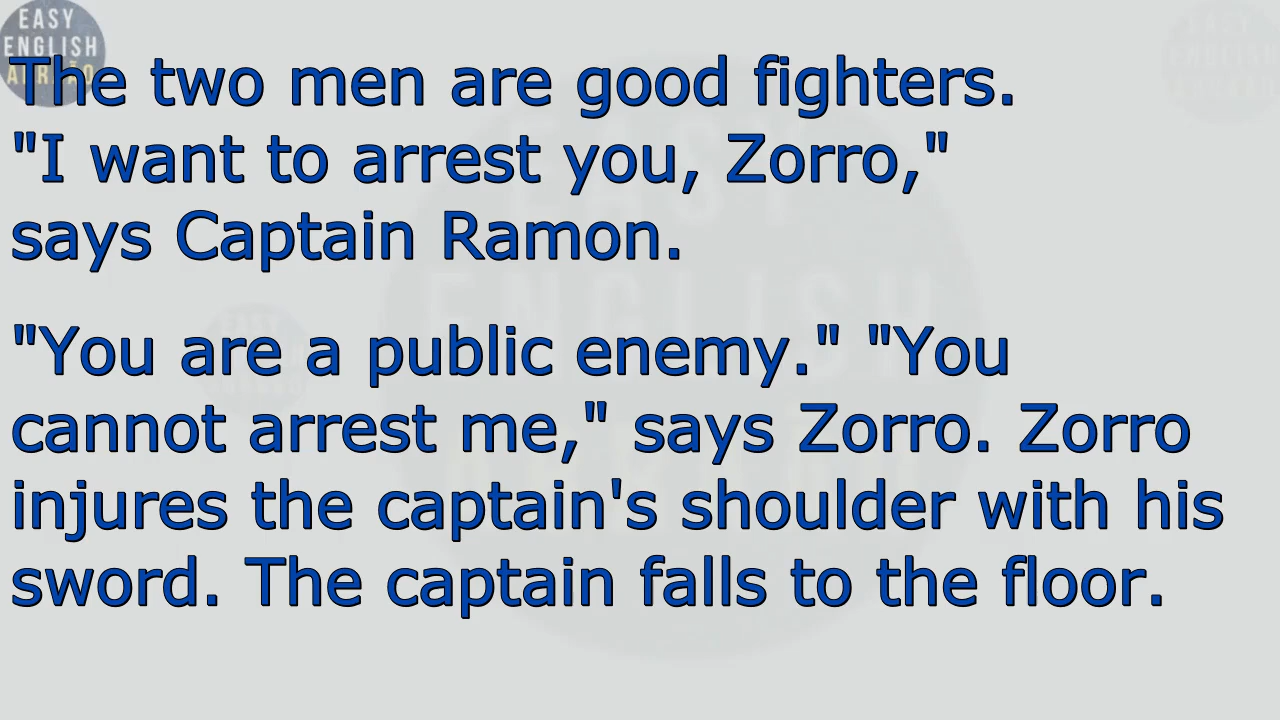 EASY
ENGLISH
The two men are good fighters.
"I want to arrest you, Zorro,"
says Captain Ramon.
"You are a public enemy." "You
cannot arrest me," says Zorro. Zorro
injures the captain's shoulder with his
sword. The captain falls to the floor.